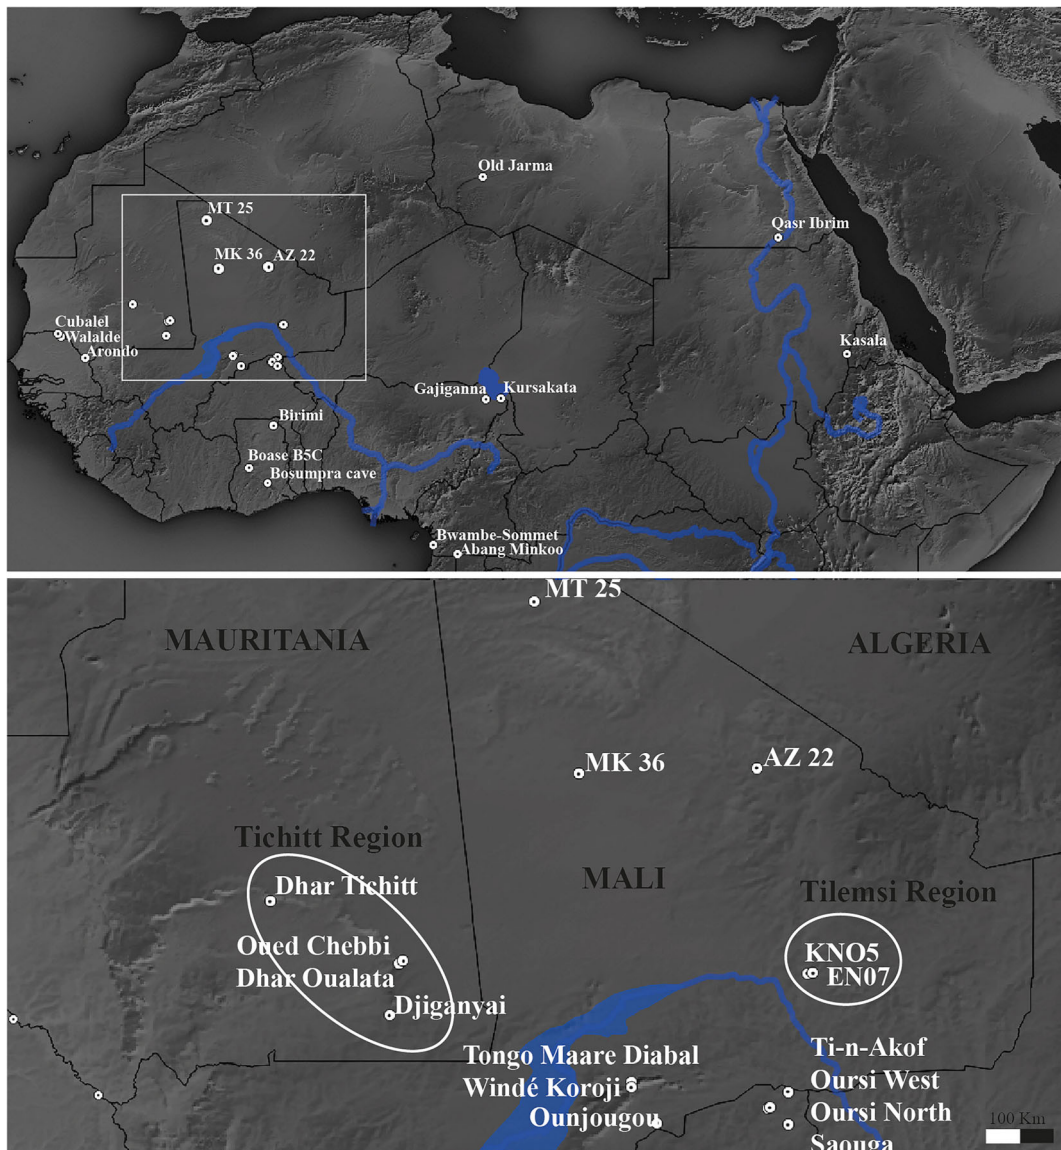 Old Jarma
MT 25
Qasr Ibrim
MK 36
AZ 22
Cubalel
Walalde
Arondo
Kasala
Gajiganna
Kursakata
Birimi
Boase B5C
Bosumpra cave
Bwambe-Sommet
Abang Minkoo
MT 25
MAURITANIA
ALGERIA
MK 36
AZ 22
Tichitt Region
MALI
Dhar Tichitt
Tilemsi Region
Oued Chebbi
KNO5
Dhar Oualata
EN07
Djiganyai
Tongo Maare Diabal
Ti-n-Akof
Windé Koroji
Oursi West
Ounjougou
Oursi North
100 Km
Saouga